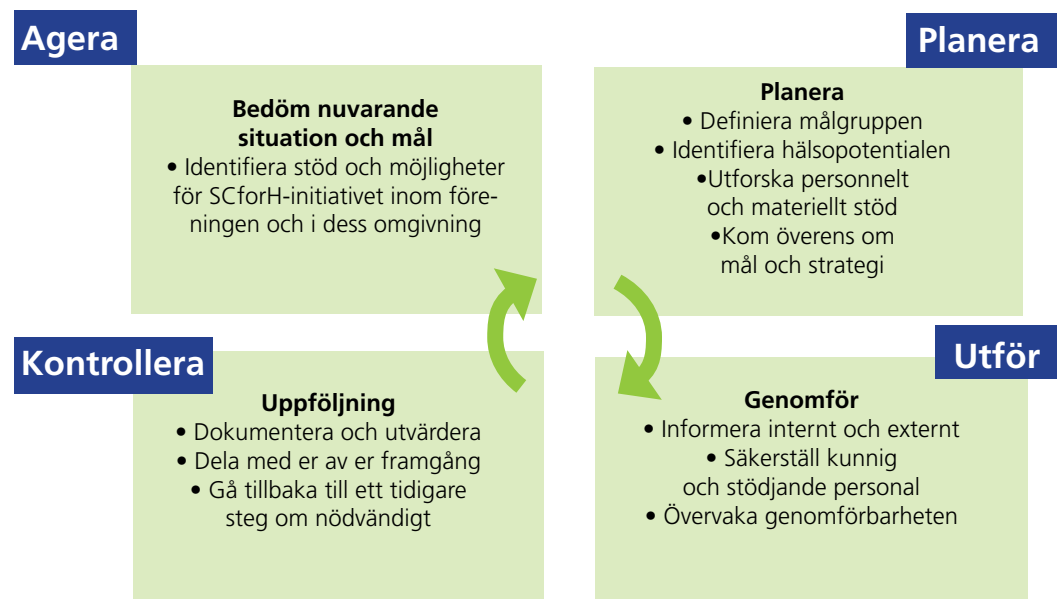 Agera
Bedöm nuvarande
situation och mål
• Identifiera stöd och möjligheter
för SCforH-initiativet inom före-
ningen och i dess omgivning
Planera
Planera
• Definiera målgruppen
• Identifiera hälsopotentialen
•Utforska personnelt
och materiellt stöd
•Kom överens om
mål och strategi
Kontrollera
Uppföljning
• Dokumentera och utvärdera
• Dela med er av er framgång
• Gå tillbaka till ett tidigare
steg om nödvändigt
Utför
Genomför
• Informera internt och externt
• Säkerställ kunnig
och stödjande personal
• Övervaka genomförbarheten